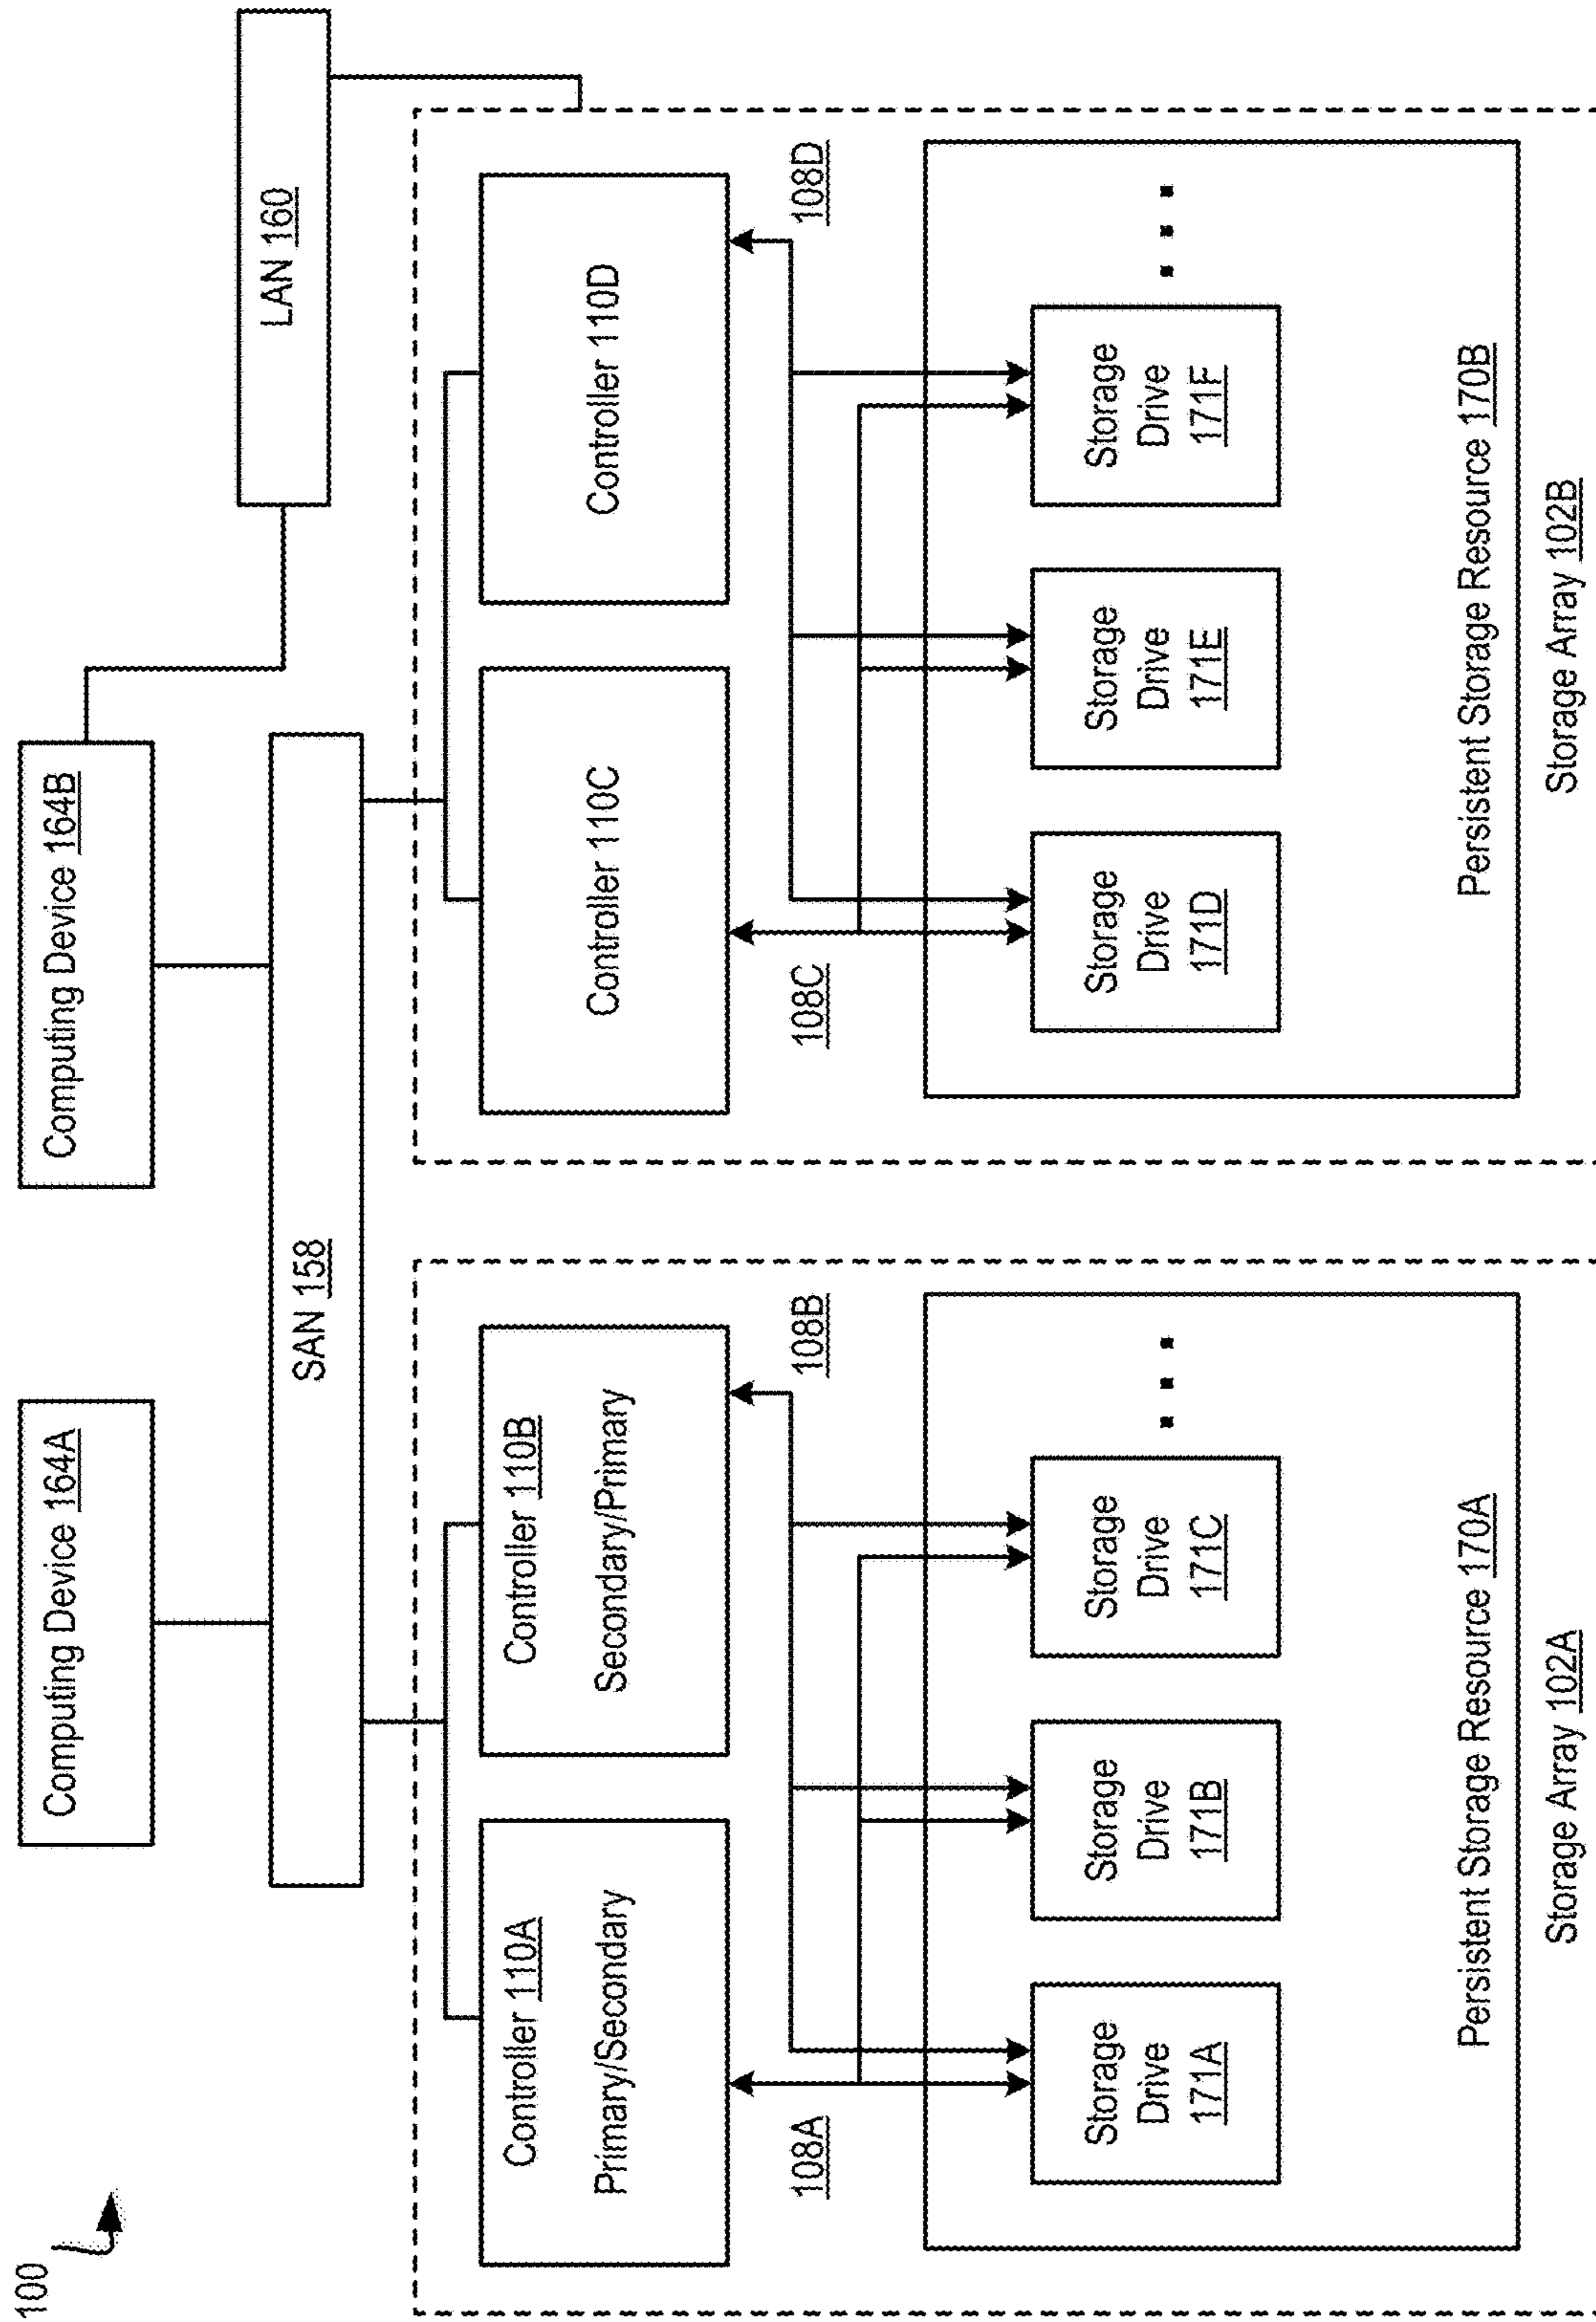 100
Computing Device 164A
Computing Device 164B
SAN 158
LAN 160
Controller 110A
Primary/Secondary
Controller 110B
Secondary/Primary
Controller 110C
Controller 110D
108A
108B
108C
108D
Storage
Drive
171A
Storage
Drive
171B
Storage
Drive
171C
Storage
Drive
171D
Storage
Drive
171E
Storage
Drive
171F
Persistent Storage Resource 170A
Persistent Storage Resource 170B
Storage Array 102A
Storage Array 102B